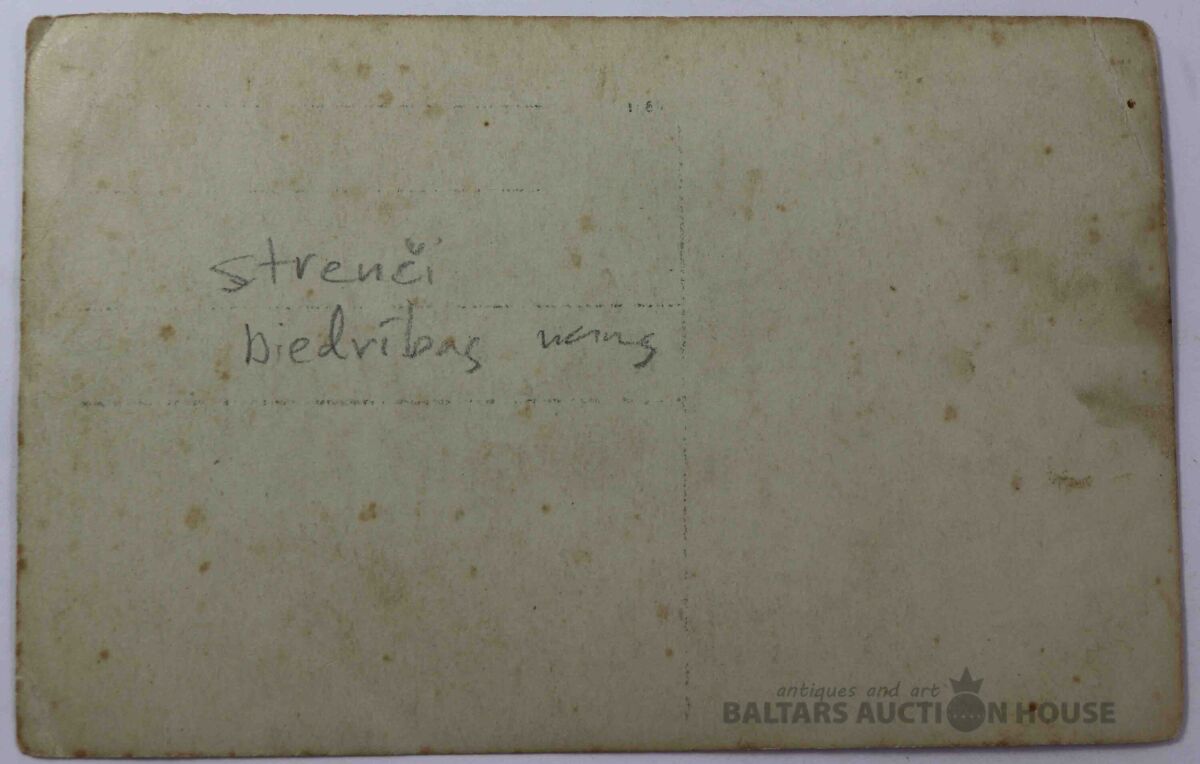 strenči
biedrības nams
antiques and art
BALTARS AUCTION HOUSE